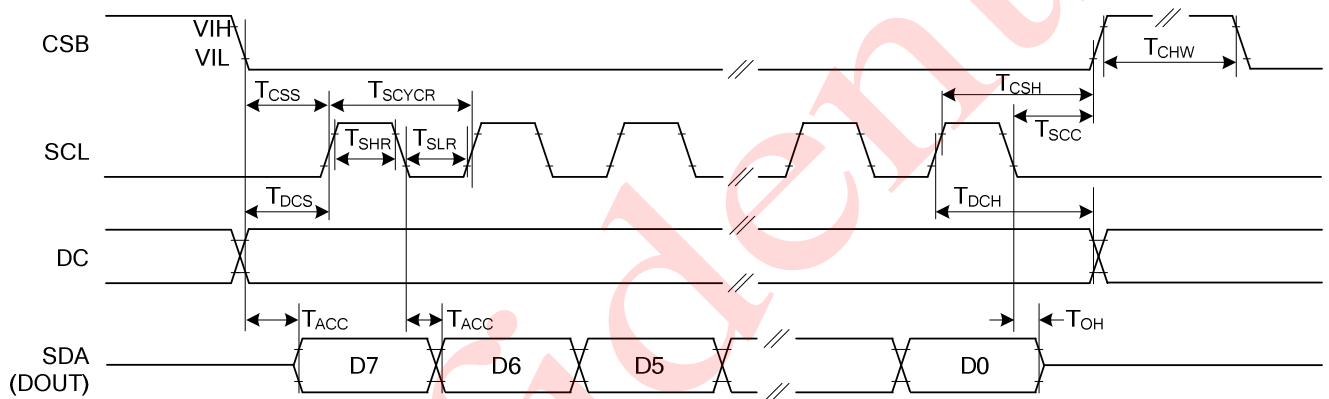 CSB
VIH
VIL
TCHW
TCSS
TSCYCR
TCSH
TSCC
SCL
TSHR
TSLR
TDCS
TDCH
DC
TACC
TACC
TOH
SDA
(DOUT)
D7
D6
D5
D0